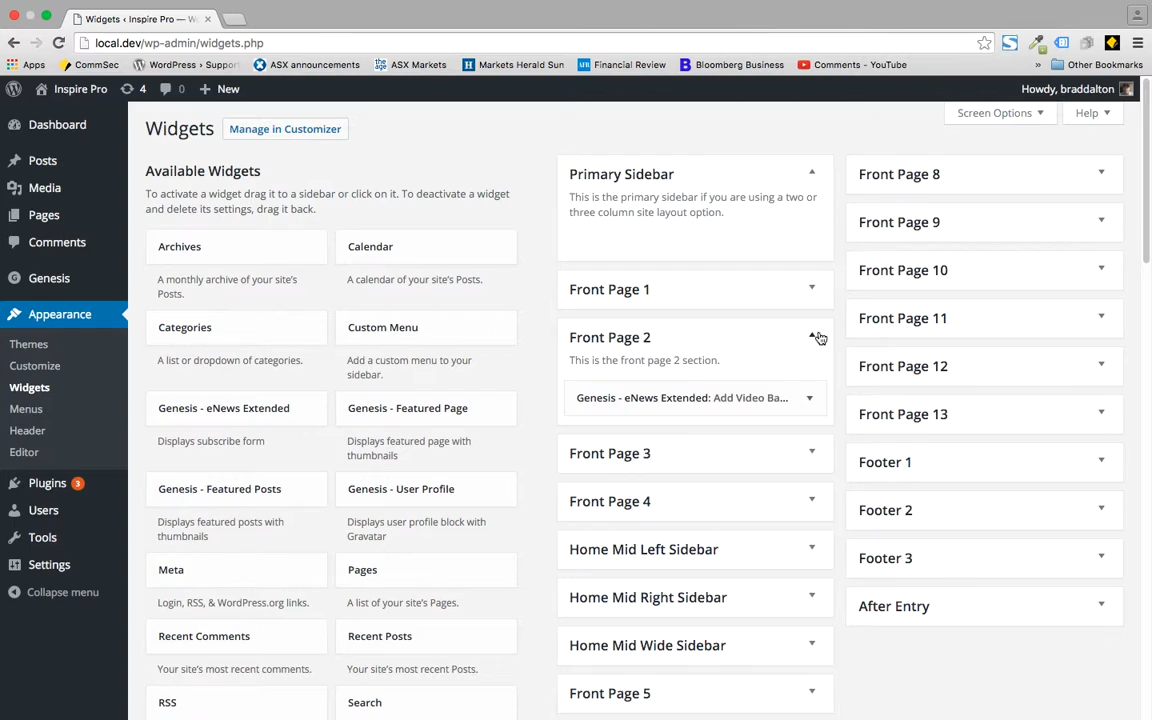 Widgets ‹ Inspire Pro — W
local.dev/wp-admin/widgets.php
Apps
CommSec
WordPress › Suppor
ASX announcements
ASX Markets
Markets Herald Sun
Financial Review
Bloomberg Business
Comments - YouTube
»
Other Bookmarks
Inspire Pro
4
0
New
Howdy, braddalton
Dashboard
Posts
Media
Pages
Comments
Genesis
Appearance
Themes
Customize
Widgets
Menus
Header
Editor
Plugins 3
Users
Tools
Settings
Collapse menu
Screen Options
Help
Widgets
Manage in Customizer
Available Widgets
To activate a widget drag it to a sidebar or click on it. To deactivate a widget
and delete its settings, drag it back.
Archives
A monthly archive of your site's
Posts.
Calendar
A calendar of your site's Posts.
Categories
A list or dropdown of categories.
Custom Menu
Add a custom menu to your
sidebar.
Genesis - eNews Extended
Displays subscribe form
Genesis - Featured Page
Displays featured page with
thumbnails
Genesis - Featured Posts
Displays featured posts with
thumbnails
Genesis - User Profile
Displays user profile block with
Gravatar
Meta
Login, RSS, & WordPress.org links.
Pages
A list of your site's Pages.
Recent Comments
Your site's most recent comments.
Recent Posts
Your site's most recent Posts.
RSS
Search
Primary Sidebar
This is the primary sidebar if you are using a two or
three column site layout option.
Front Page 1
Front Page 2
This is the front page 2 section.
Genesis - eNews Extended: Add Video Ba...
Front Page 3
Front Page 4
Home Mid Left Sidebar
Home Mid Right Sidebar
Home Mid Wide Sidebar
Front Page 5
Front Page 8
Front Page 9
Front Page 10
Front Page 11
Front Page 12
Front Page 13
Footer 1
Footer 2
Footer 3
After Entry